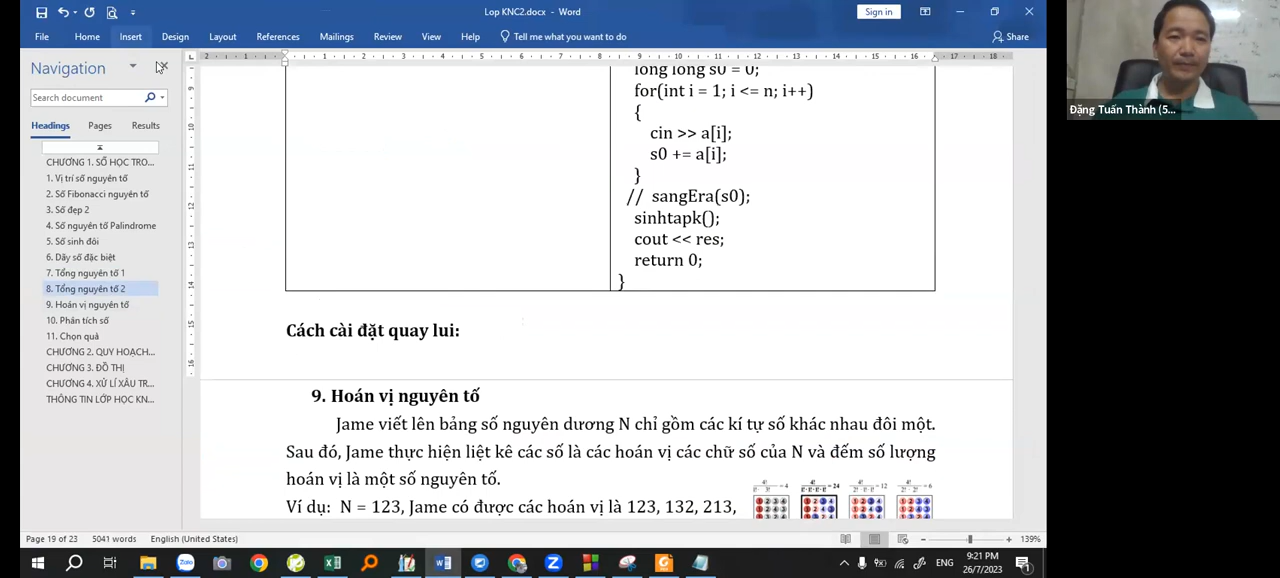 Lop KNC2.docx - Word
Sign in
File Home Insert Design Layout References Mailings Review View Help Tell me what you want to do Share
Navigation
Search document
Headings Pages Results
CHƯƠNG 1. SỐ HỌC TRO...
1. Vị trí số nguyên tố
2. Số Fibonacci nguyên tố
3. Số đẹp 2
4. Số nguyên tố Palindrome
5. Số sinh đôi
6. Dãy số đặc biệt
7. Tổng nguyên tố 1
8. Tổng nguyên tố 2
9. Hoán vị nguyên tố
10. Phân tích số
11. Chọn quà
CHƯƠNG 2. QUY HOẠCH...
CHƯƠNG 3. ĐỒ THỊ
CHƯƠNG 4. XỬ LÍ XÂU TR...
THÔNG TIN LỚP HỌC KN...
long long s0 = 0;
for(int i = 1; i <= n; i++)
{
cin >> a[i];
s0 += a[i];
}
// sangEra(s0);
sinhtapk();
cout << res;
return 0;
}
Cách cài đặt quay lui:
9. Hoán vị nguyên tố
Jame viết lên bảng số nguyên dương N chỉ gồm các kí tự số khác nhau đôi một.
Sau đó, Jame thực hiện liệt kê các số là các hoán vị các chữ số của N và đếm số lượng
hoán vị là một số nguyên tố.
Ví dụ: N = 123, Jame có được các hoán vị là 123, 132, 213,
Đặng Tuấn Thành (5...
Page 19 of 23 5041 words English (United States) 139%
ENG
9:21 PM
26/7/2023